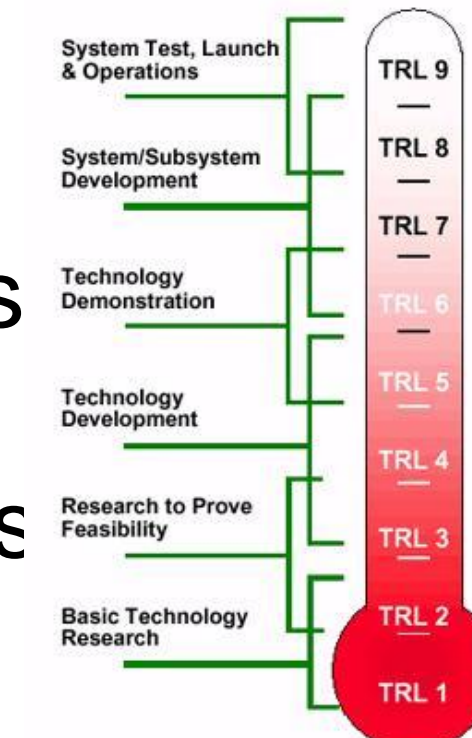 System Test, Launch
& Operations
TRL 9
TRL 8
System/Subsystem
Development
TRL 7
s
Technology
Demonstration
TRL 6
TRL 5
Technology
Development
TRL 4
s
Research to Prove
Feasibility
TRL 3
Basic Technology
Research
TRL 2
TRL 1